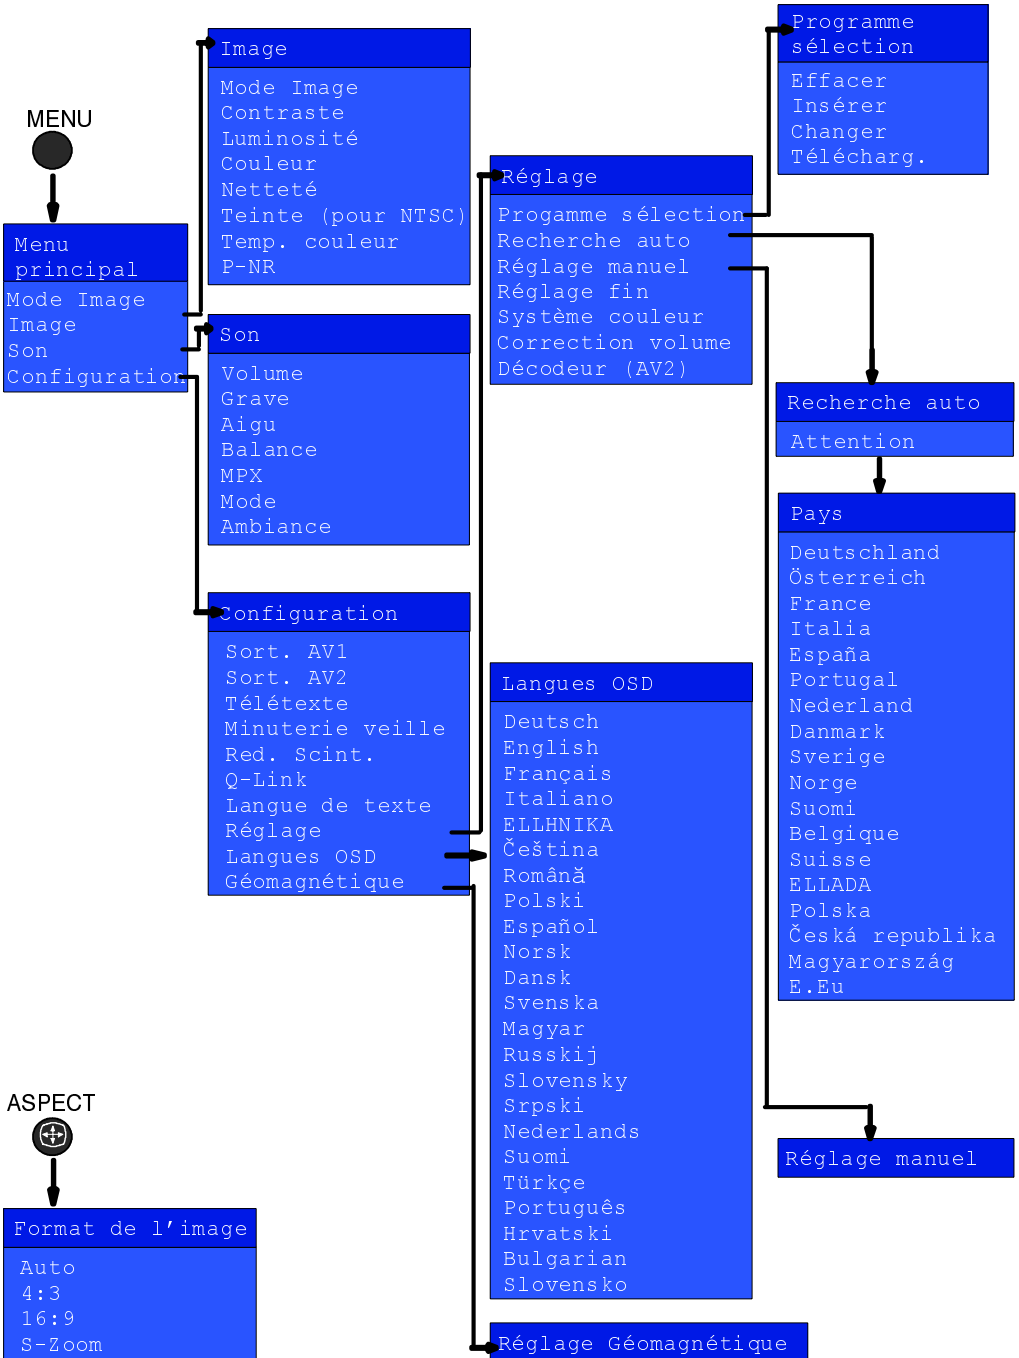 MENU
Menu
principal
Mode Image
Image
Son
Configuration
Image
Mode Image
Contraste
Luminosité
Couleur
Netteté
Teinte (pour NTSC)
Temp. couleur
P-NR
Son
Volume
Grave
Aigu
Balance
MPX
Mode
Ambiance
Configuration
Sort. AV1
Sort. AV2
Télétexte
Minuterie veille
Red. Scint.
Q-Link
Langue de texte
Réglage
Langues OSD
Géomagnétique
Réglage
Progamme sélection
Recherche auto
Réglage manuel
Réglage fin
Système couleur
Correction volume
Décodeur (AV2)
Programme
sélection
Effacer
Insérer
Changer
Télécharg.
Recherche auto
Attention
Pays
Deutschland
Österreich
France
Italia
España
Portugal
Nederland
Danmark
Sverige
Norge
Suomi
Belgique
Suisse
ELLADA
Polska
Česká republika
Magyarország
E.Eu
Langues OSD
Deutsch
English
Français
Italiano
ELLHNIKA
Čeština
Română
Polski
Español
Norsk
Dansk
Svenska
Magyar
Russkij
Slovensky
Srpski
Nederlands
Suomi
Türkçe
Português
Hrvatski
Bulgarian
Slovensko
Réglage manuel
Réglage Géomagnétique
ASPECT
Format de l'image
Auto
4:3
16:9
S-Zoom